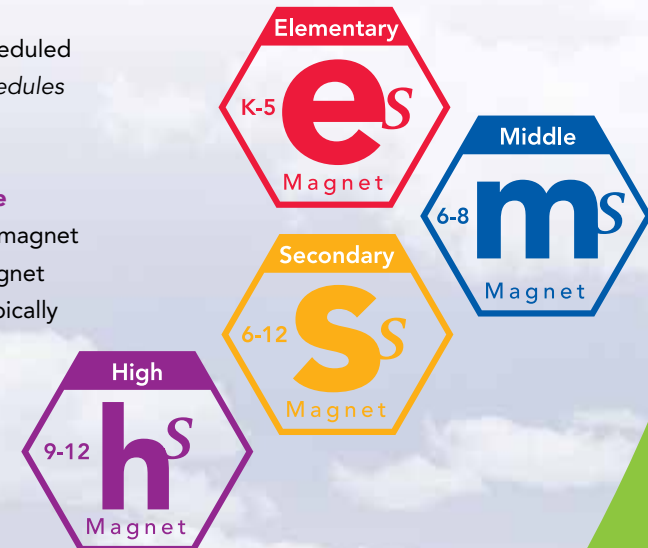 eduled
edules
e
magnet
gnet
pically
Elementary
K-5 es
Magnet
Middle
6-8 ms
Magnet
Secondary
6-12 ss
Magnet
High
9-12 hs
Magnet